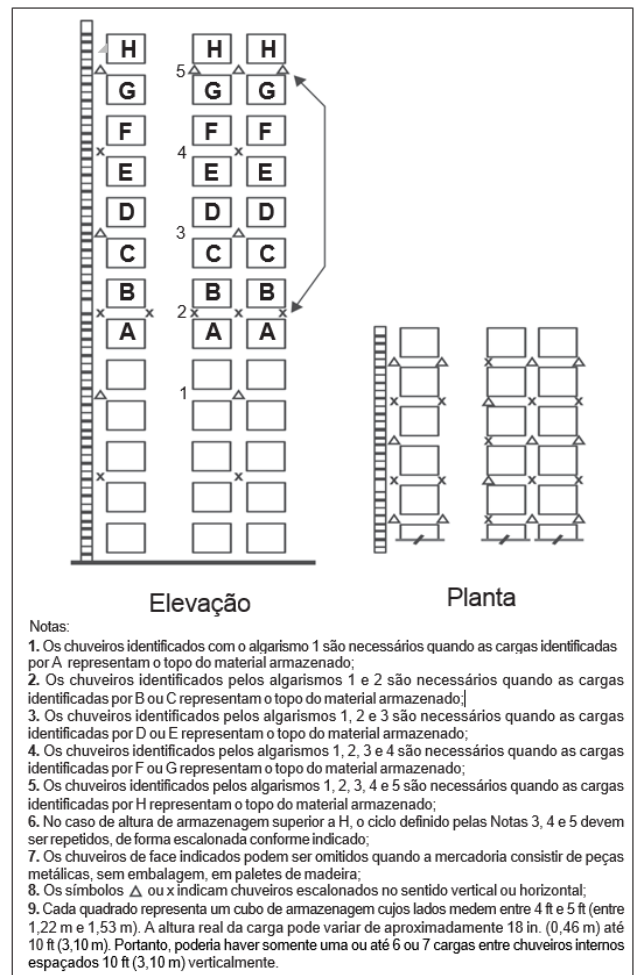 H H H
5
G G G
F F F
4
E E E
D D D
3
C C C
B B B
2
A A A
1
Elevação
Planta
Notas:
1. Os chuveiros identificados com o algarismo 1 são necessários quando as cargas identificadas
por A representam o topo do material armazenado;
2. Os chuveiros identificados pelos algarismos 1 e 2 são necessários quando as cargas
identificadas por B ou C representam o topo do material armazenado;
3. Os chuveiros identificados pelos algarismos 1, 2 e 3 são necessários quando as cargas
identificadas por D ou E representam o topo do material armazenado;
4. Os chuveiros identificados pelos algarismos 1, 2, 3 e 4 são necessários quando as cargas
identificadas por F ou G representam o topo do material armazenado;
5. Os chuveiros identificados pelos algarismos 1, 2, 3, 4 e 5 são necessários quando as cargas
identificadas por H representam o topo do material armazenado;
6. No caso de altura de armazenagem superior a H, o ciclo definido pelas Notas 3, 4 e 5 devem
ser repetidos, de forma escalonada conforme indicado;
7. Os chuveiros de face indicados podem ser omitidos quando a mercadoria consistir de peças
metálicas, sem embalagem, em paletes de madeira;
8. Os símbolos △ ou x indicam chuveiros escalonados no sentido vertical ou horizontal;
9. Cada quadrado representa um cubo de armazenagem cujos lados medem entre 4 ft e 5 ft (entre
1,22 m e 1,53 m). A altura real da carga pode variar de aproximadamente 18 in. (0,46 m) até
10 ft (3,10 m). Portanto, poderia haver somente uma ou até 6 ou 7 cargas entre chuveiros internos
espaçados 10 ft (3,10 m) verticalmente.